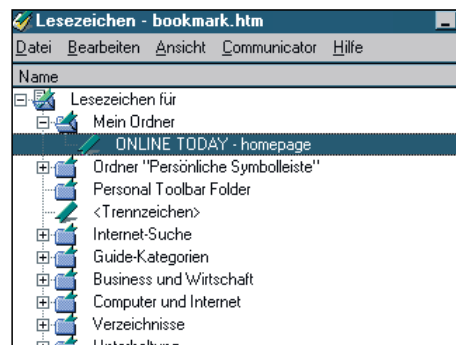 Lesezeichen - bookmark.htm
Datei Bearbeiten Ansicht Communicator Hilfe
Name
Lesezeichen für
Mein Ordner
ONLINE TODAY - homepage
Ordner "Persönliche Symbolleiste"
Personal Toolbar Folder
<Trennzeichen>
Internet-Suche
Guide-Kategorien
Business und Wirtschaft
Computer und Internet
Verzeichnisse